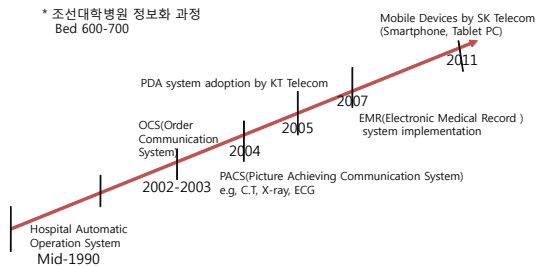 * 조선대학병원 정보화 과정
Bed 600-700
Mobile Devices by SK Telecom
(Smartphone, Tablet PC)
2011
PDA system adoption by KT Telecom
2007
2005
EMR(Electronic Medical Record )
system implementation
OCS(Order
Communication
System)
2004
2002-2003
PACS(Picture Achieving Communication System)
e.g, C.T, X-ray, ECG
Hospital Automatic
Operation System
Mid-1990